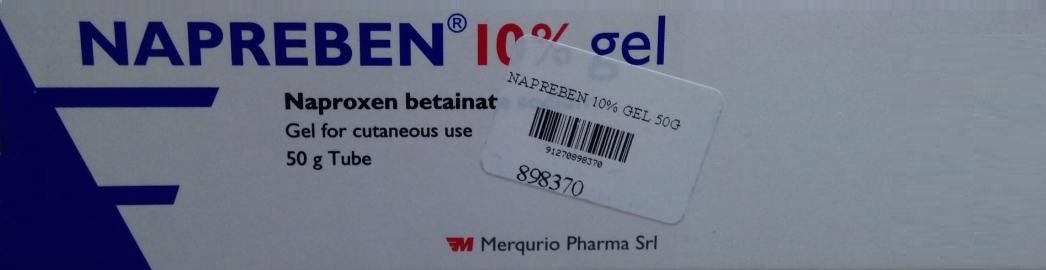 NAPREBEN® 10% gel
Naproxen betainat
Gel for cutaneous use
50 g Tube
NAPREBEN 10% GEL 50G
91270898370
898370
M Merqurio Pharma Srl